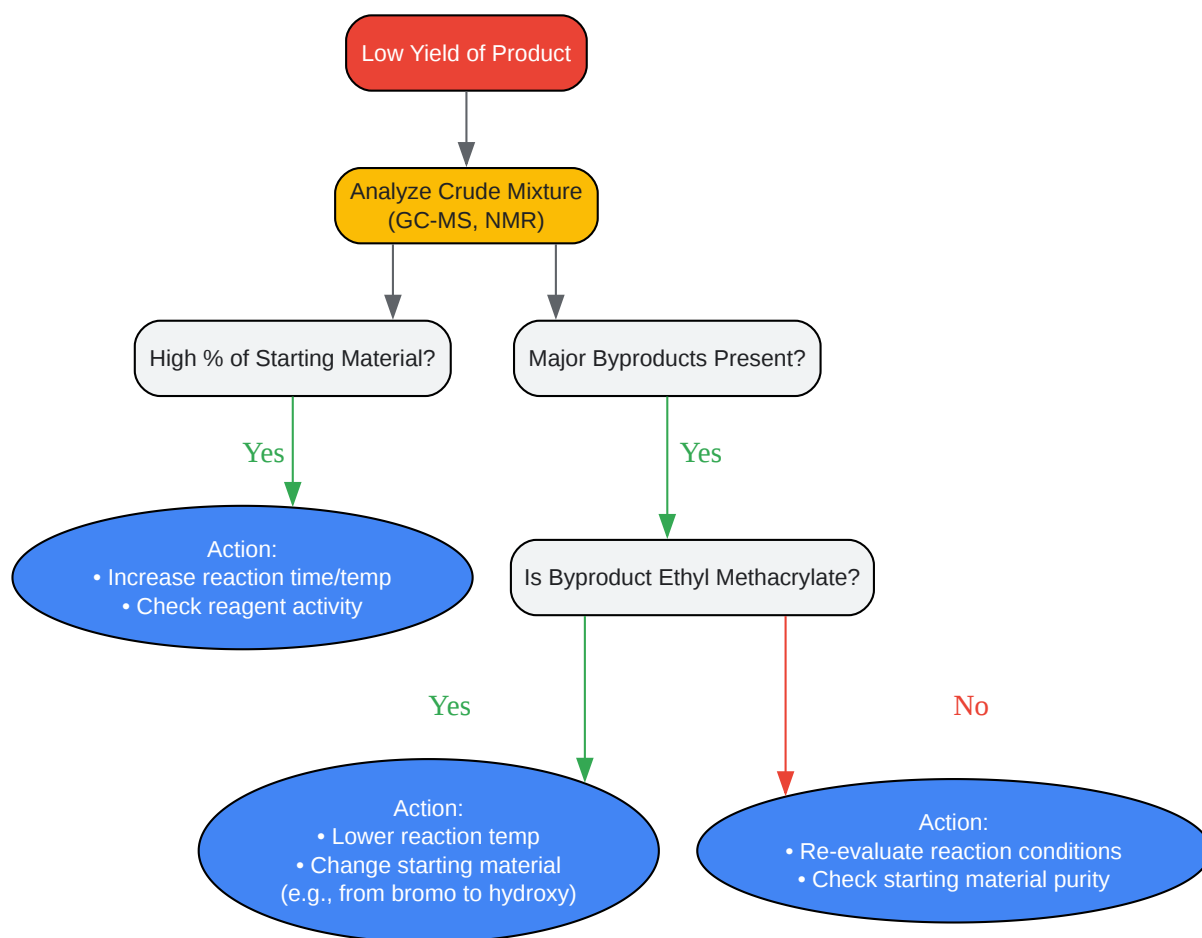 Low Yield of Product
Analyze Crude Mixture
(GC-MS, NMR)
High % of Starting Material?
Major Byproducts Present?
Yes
Yes
Action:
• Increase reaction time/temp
• Check reagent activity
Is Byproduct Ethyl Methacrylate?
Yes
No
Action:
• Lower reaction temp
• Change starting material
(e.g., from bromo to hydroxy)
Action:
• Re-evaluate reaction conditions
• Check starting material purity